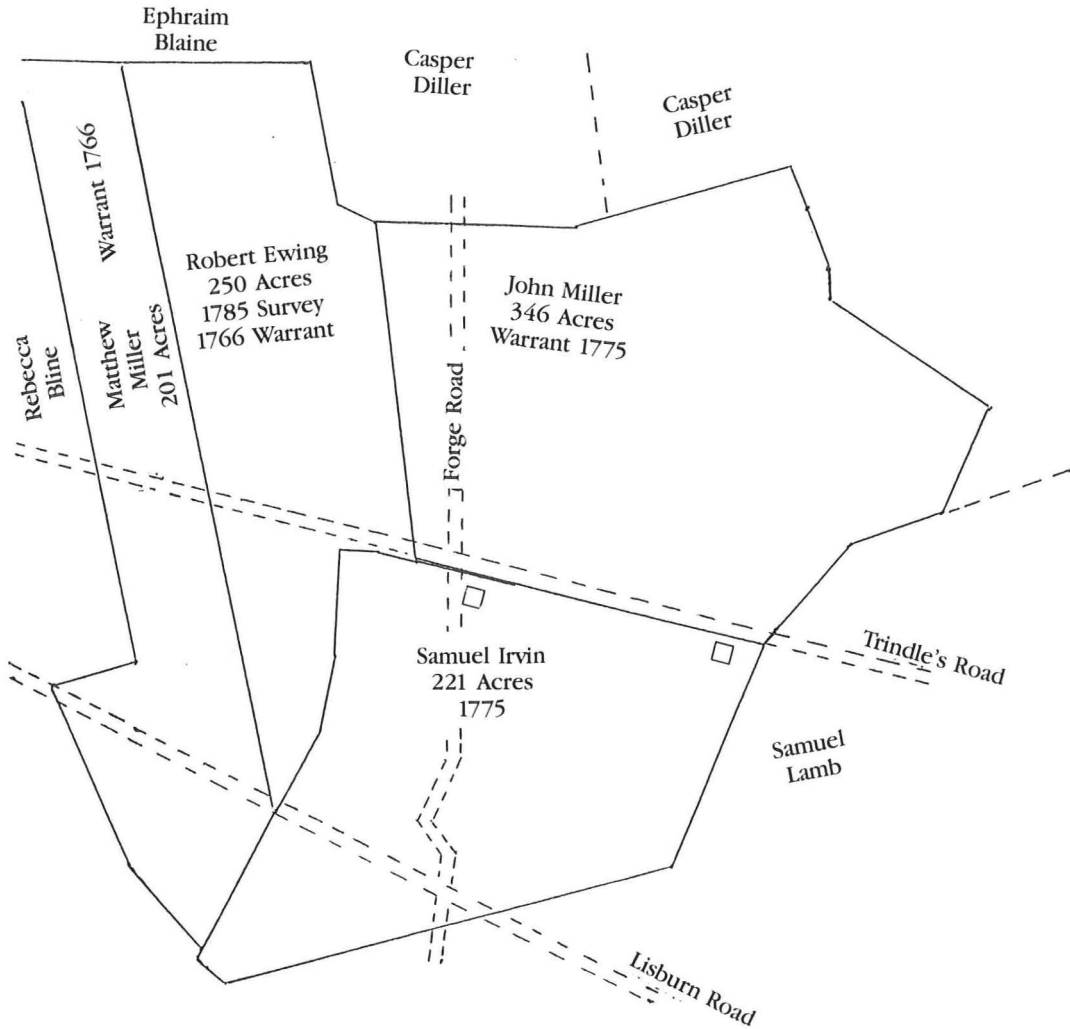 Ephraim
Blaine
Casper
Diller
Casper
Diller
Warrant 1766
Matthew
Miller
201 Acres
Rebecca
Bline
Robert Ewing
250 Acres
1785 Survey
1766 Warrant
John Miller
346 Acres
Warrant 1775
Forge Road
Samuel Irvin
221 Acres
1775
Trindle's Road
Samuel
Lamb
Lisburn Road